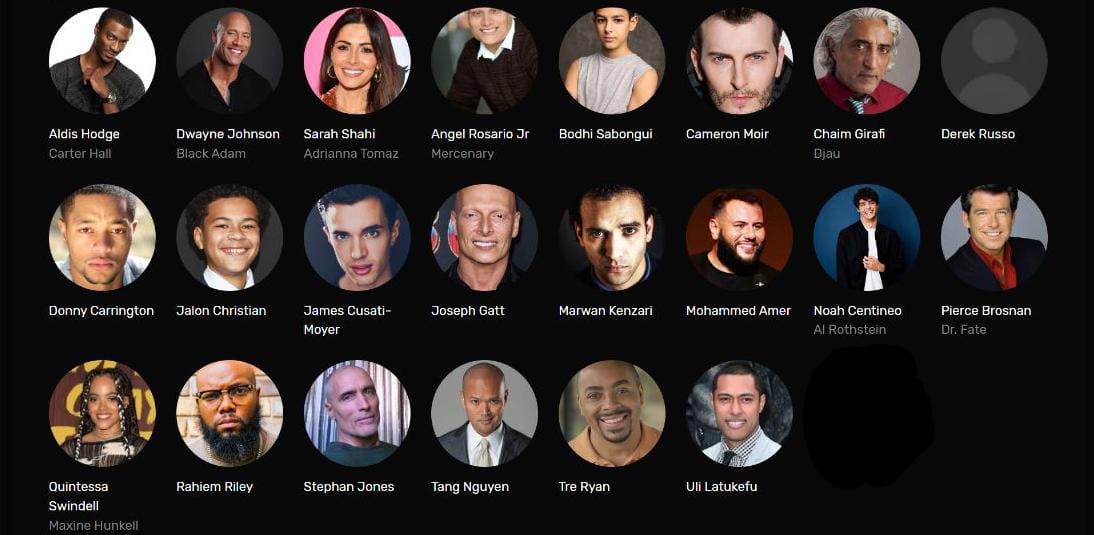 Aldis Hodge
Carter Hall
Dwayne Johnson
Black Adam
Sarah Shahi
Adrianna Tomaz
Angel Rosario Jr
Mercenary
Bodhi Sabongui
Cameron Moir
Chaim Girafi
Djau
Derek Russo
Donny Carrington
Jalon Christian
James Cusati-
Moyer
Joseph Gatt
Marwan Kenzari
Mohammed Amer
Noah Centineo
Al Rothstein
Pierce Brosnan
Dr. Fate
Quintessa
Swindell
Maxine Hunkell
Rahiem Riley
Stephan Jones
Tang Nguyen
Tre Ryan
Uli Latukefu